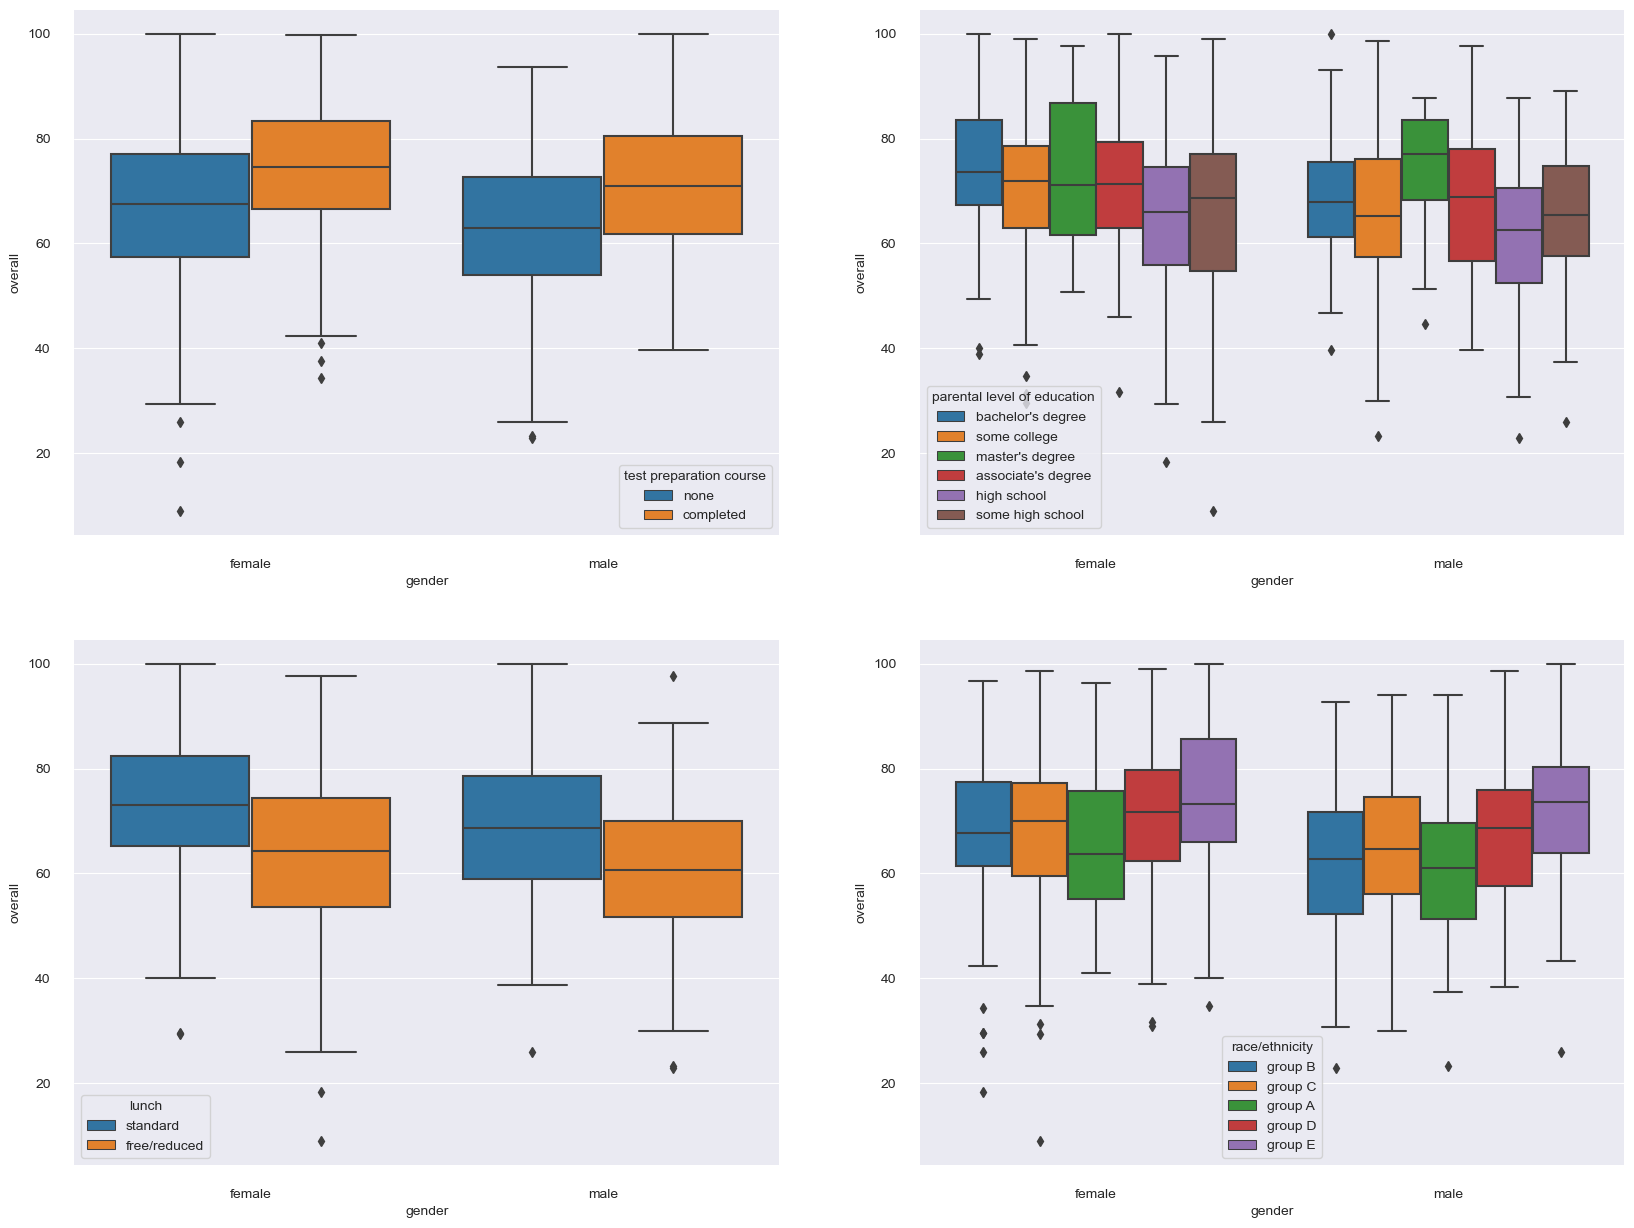 100
80
60
40
20
overall
test preparation course
none
completed
female
male
gender
100
80
60
40
20
overall
parental level of education
bachelor's degree
some college
master's degree
associate's degree
high school
some high school
female
male
gender
100
80
60
40
20
overall
lunch
standard
free/reduced
female
male
gender
100
80
60
40
20
overall
race/ethnicity
group B
group C
group A
group D
group E
female
male
gender